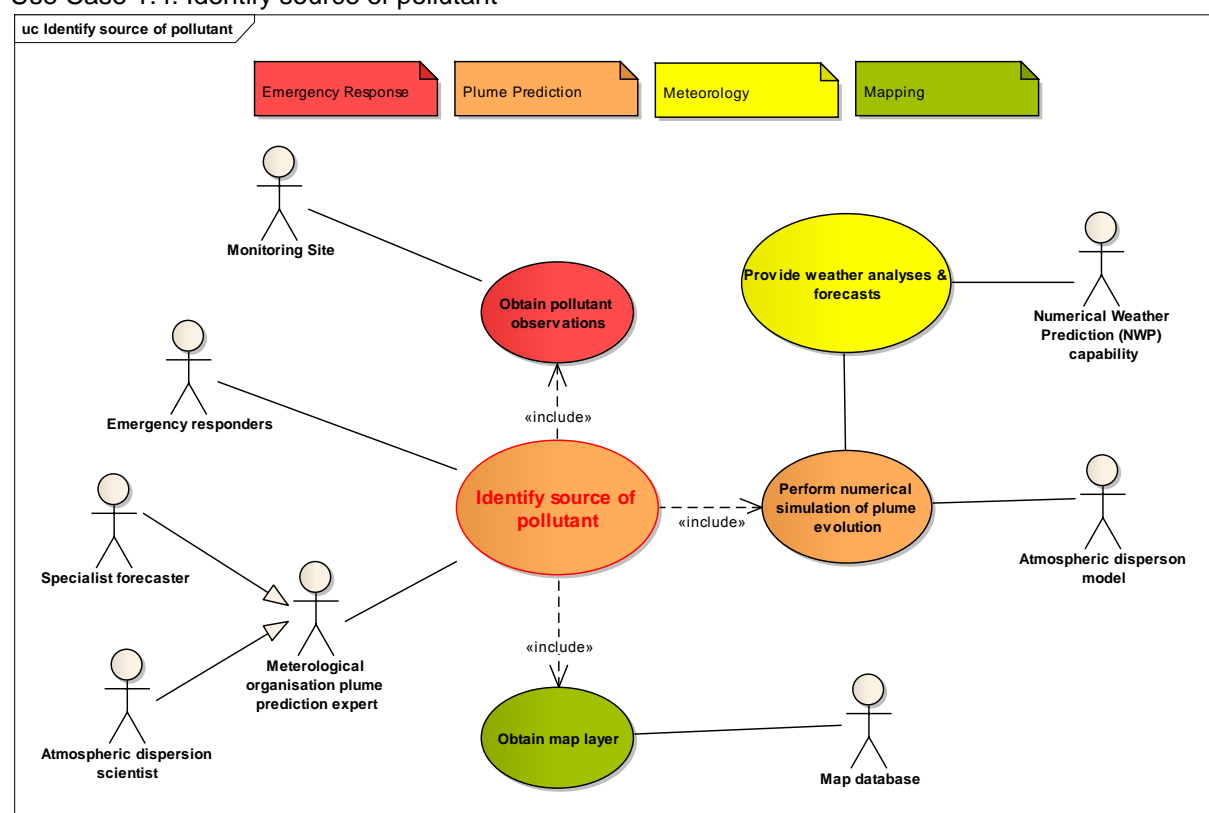 Use Case 1.4: Identify source of pollutant
uc Identify source of pollutant
Emergency Response
Plume Prediction
Meteorology
Mapping
Monitoring Site
Obtain pollutant
observations
Provide weather analyses &
forecasts
Numerical Weather
Prediction (NWP)
capability
Emergency responders
«include»
Identify source of
pollutant
«include»
Perform numerical
simulation of plume
evolution
Atmospheric disperson
model
Specialist forecaster
Meterological
organisation plume
prediction expert
«include»
Atmospheric dispersion
scientist
Obtain map layer
Map database